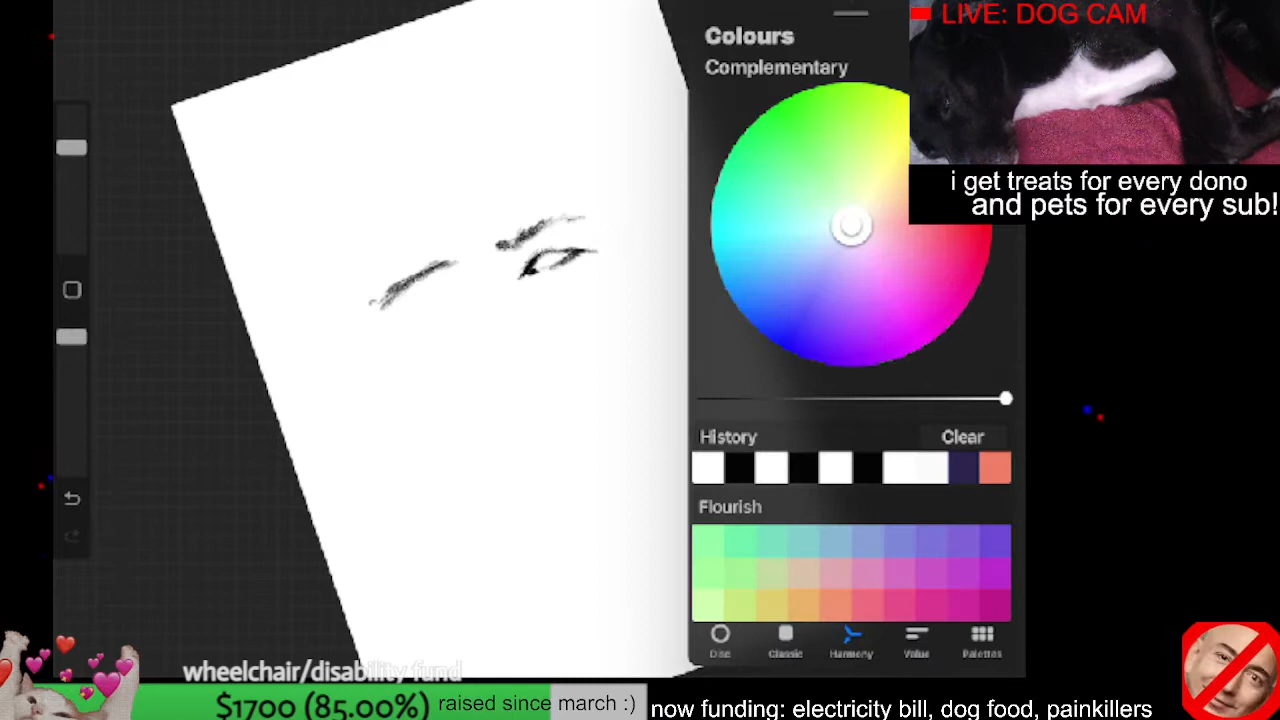 LIVE: DOG CAM
Colours
Complementary
i get treats for every dono
and pets for every sub!
History
Clear
Flourish
Disc
Classic
Harmony
Value
Palettes
wheelchair/disability fund
$1700 (85.00%)
raised since march :)
now funding: electricity bill, dog food, painkillers